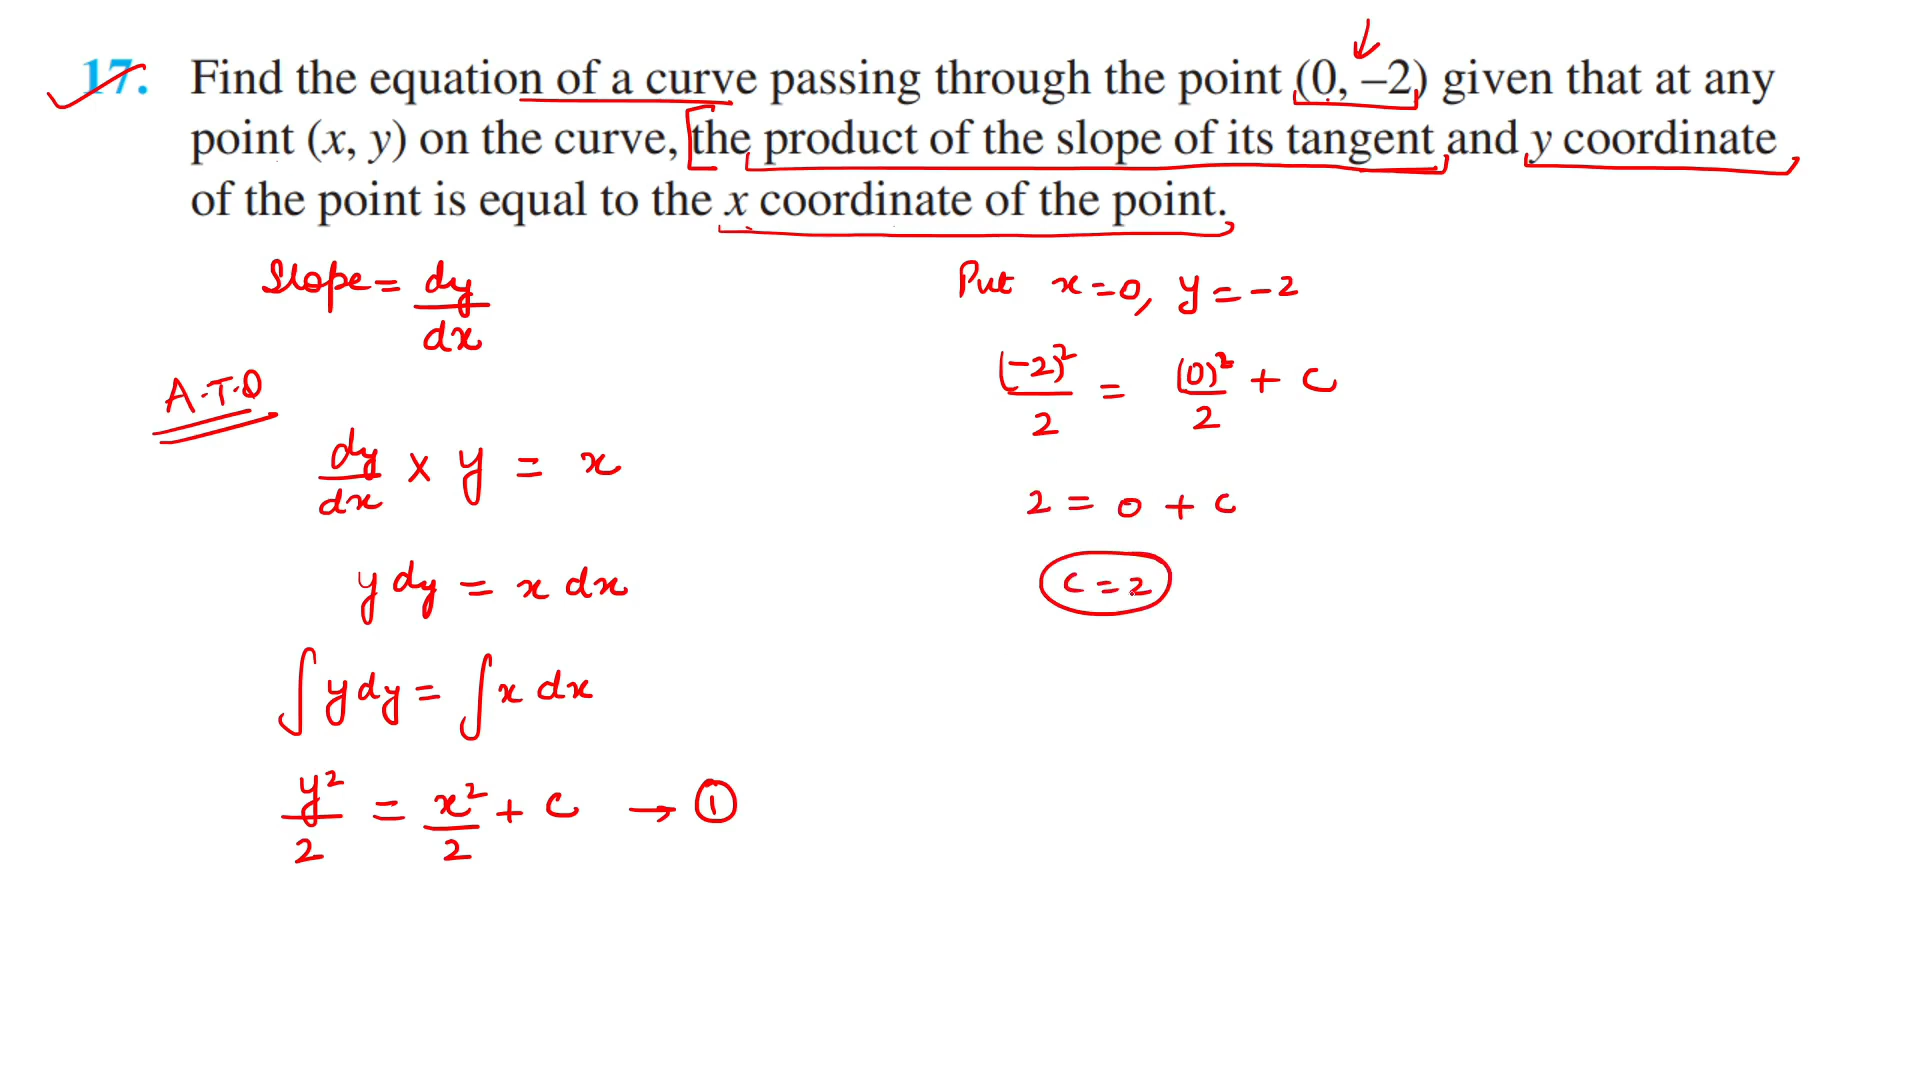 17. Find the equation of a curve passing through the point (0, –2) given that at any
point (x, y) on the curve, the product of the slope of its tangent and y coordinate
of the point is equal to the x coordinate of the point.
Slope = dy/dx
A.T.Q
dy/dx × y = x
y dy = x dx
∫ y dy = ∫ x dx
y²/2 = x²/2 + C → ①
Put x = 0, y = -2
(-2)²/2 = (0)²/2 + C
2 = 0 + C
C = 2